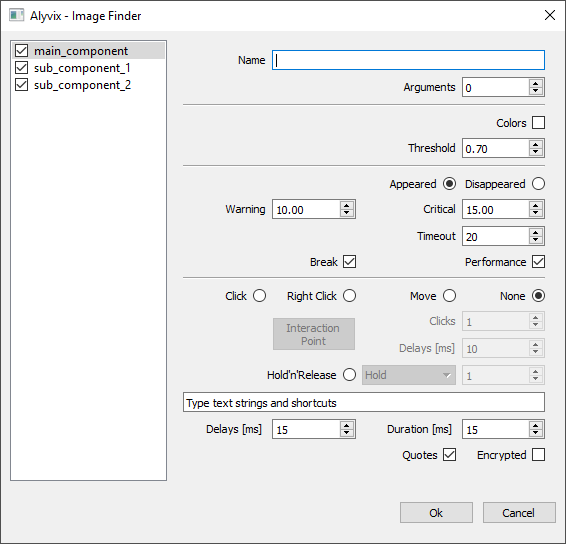 Alyvix - Image Finder
main_component
sub_component_1
sub_component_2
Name
Arguments 0
Colors
Threshold 0.70
Appeared Disappeared
Warning 10.00 Critical 15.00
Timeout 20
Break Performance
Click Right Click Move None
Interaction
Point
Clicks 1
Delays [ms] 10
Hold'n'Release Hold 1
Type text strings and shortcuts
Delays [ms] 15 Duration [ms] 15
Quotes Encrypted
Ok Cancel